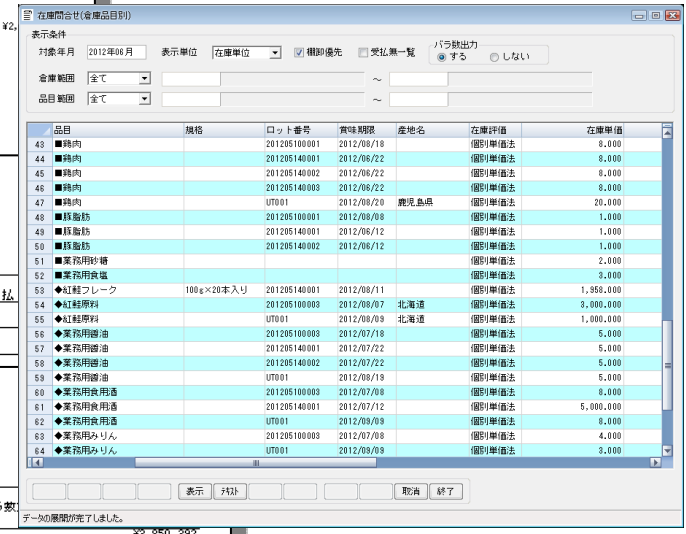 ¥2,
在庫問合せ(倉庫品目別)
表示条件
対象年月 2012年06月 表示単位 在庫単位 棚卸優先 受払無一覧 バラ数出力 する しない
倉庫範囲 全て ～
品目範囲 全て ～
品目 規格 ロット番号 賞味期限 産地名 在庫評価 在庫単価
43 ■鶏肉 201205100001 2012/08/18 個別単価法 8.000
44 ■鶏肉 201205140001 2012/06/22 個別単価法 8.000
45 ■鶏肉 201205140002 2012/06/22 個別単価法 8.000
46 ■鶏肉 201205140003 2012/06/22 個別単価法 8.000
47 ■鶏肉 UT001 2012/08/20 鹿児島県 個別単価法 20.000
48 ■豚脂肪 201205100001 2012/08/08 個別単価法 1.000
49 ■豚脂肪 201205140001 2012/06/12 個別単価法 1.000
50 ■豚脂肪 201205140002 2012/06/12 個別単価法 1.000
51 ■業務用砂糖 個別単価法 2.000
52 ■業務用食塩 個別単価法 3.000
53 ◆紅鮭フレーク 100g×20本入り 201205140001 2012/08/11 個別単価法 1,958.000
54 ◆紅鮭原料 201205100003 2012/08/07 北海道 個別単価法 3,000.000
55 ◆紅鮭原料 UT001 2012/08/09 北海道 個別単価法 1,000.000
56 ◆業務用醤油 201205100003 2012/07/18 個別単価法 5.000
57 ◆業務用醤油 201205140001 2012/07/22 個別単価法 5.000
58 ◆業務用醤油 201205140002 2012/07/22 個別単価法 5.000
59 ◆業務用醤油 UT001 2012/08/19 個別単価法 5.000
60 ◆業務用食用酒 201205100003 2012/07/08 個別単価法 8.000
61 ◆業務用食用酒 201205140001 2012/07/12 個別単価法 5,000.000
62 ◆業務用食用酒 UT001 2012/09/09 個別単価法 8.000
63 ◆業務用みりん 201205100003 2012/07/08 個別単価法 4.000
64 ◆業務用みりん UT001 2012/09/09 個別単価法 3.000
払
表示 ﾃｷｽﾄ 取消 終了
数
データの展開が完了しました。